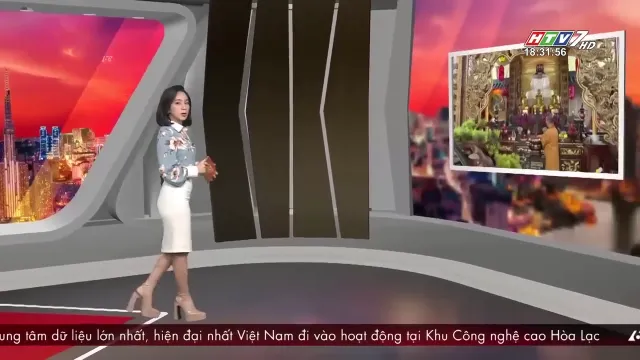 HTV7 HD
18:31:56
ung tâm dữ liệu lớn nhất, hiện đại nhất Việt Nam đi vào hoạt động tại Khu Công nghệ cao Hòa Lạc